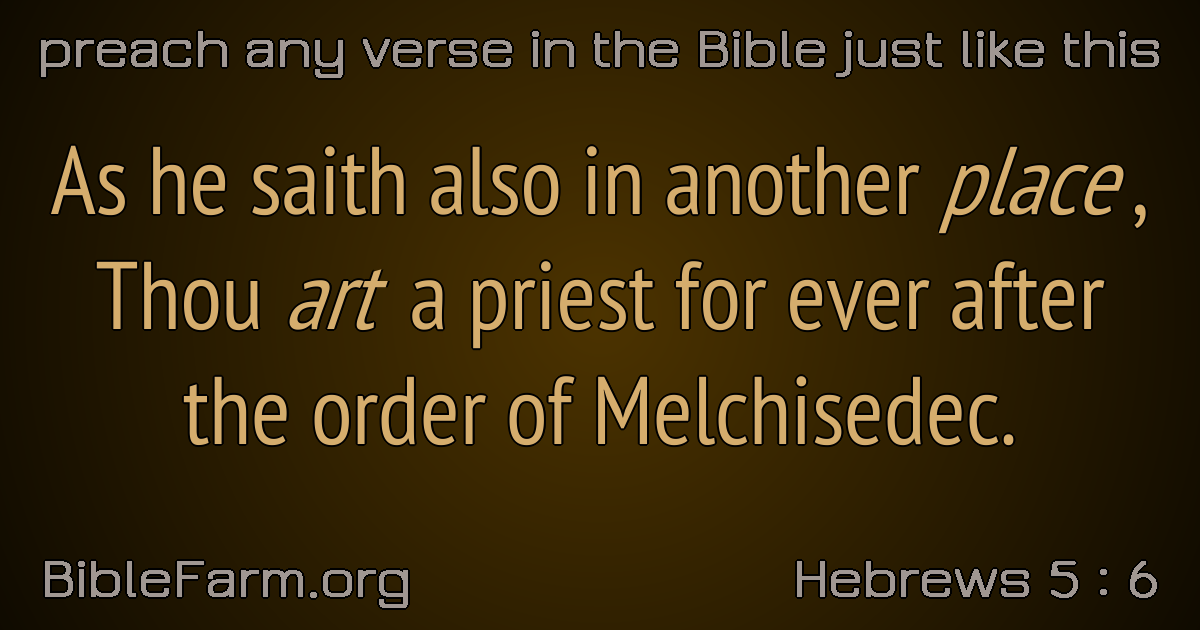 preach any verse in the Bible just like this
As he saith also in another place,
Thou art a priest for ever after
the order of Melchisedec.
BibleFarm.org
Hebrews 5 : 6